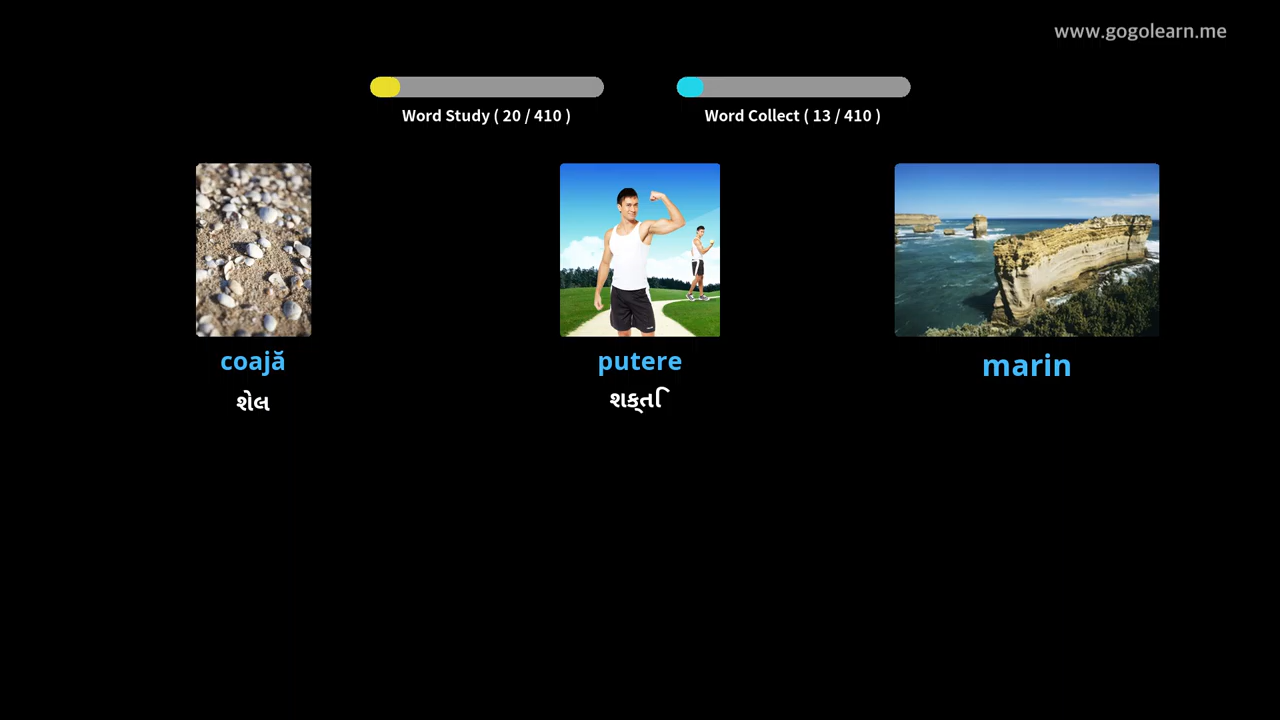 www.gogolearn.me
Word Study ( 20 / 410 )
Word Collect ( 13 / 410 )
coajă
putere
marin
શેલ
શક્તિ